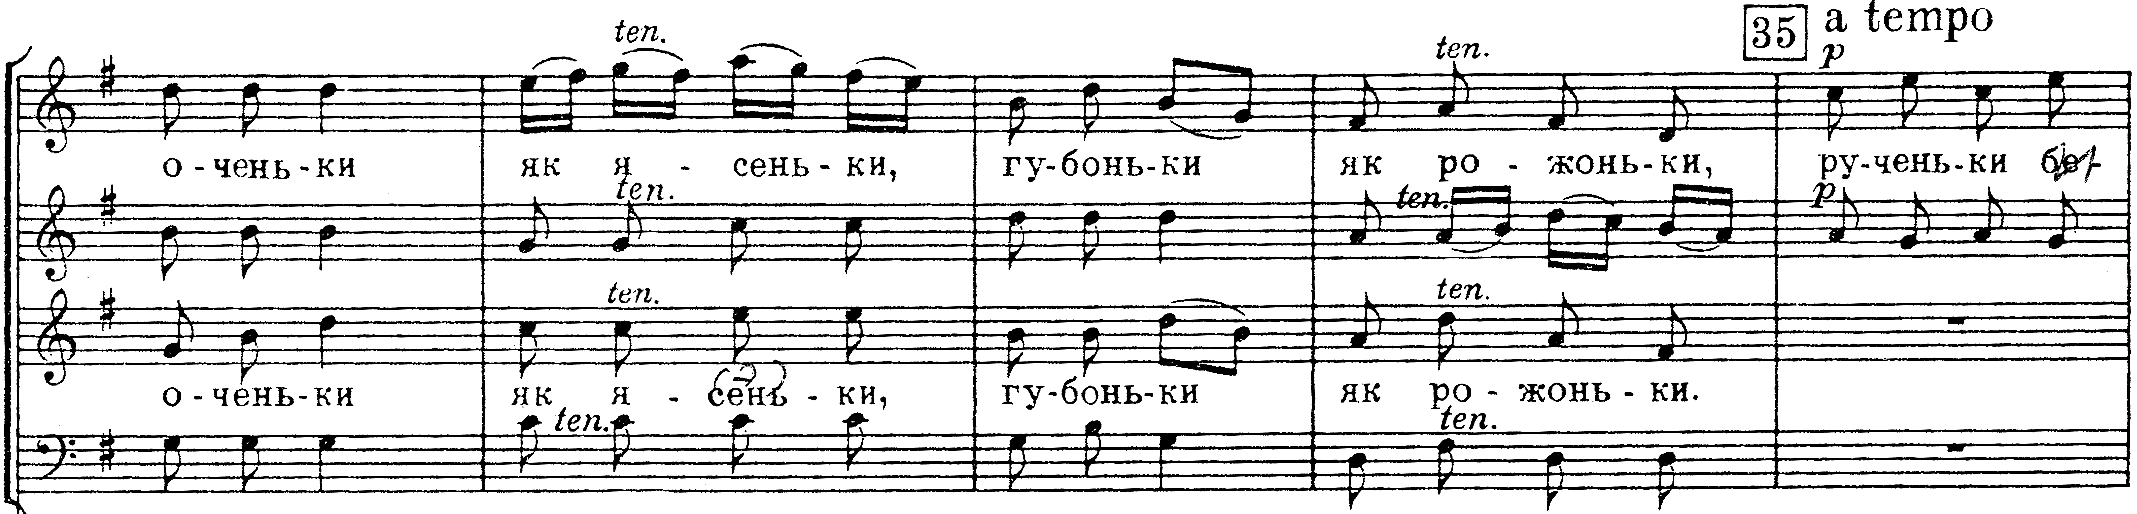 35 a tempo
ten. ten. p
о - чень - ки як я - сень - ки, гу - бонь - ки як ро - жонь - ки, ру - чень - ки бе -
ten. ten. p
ten. ten.
о - чень - ки як я - сень - ки, гу - бонь - ки як ро - жонь - ки.
ten. ten.